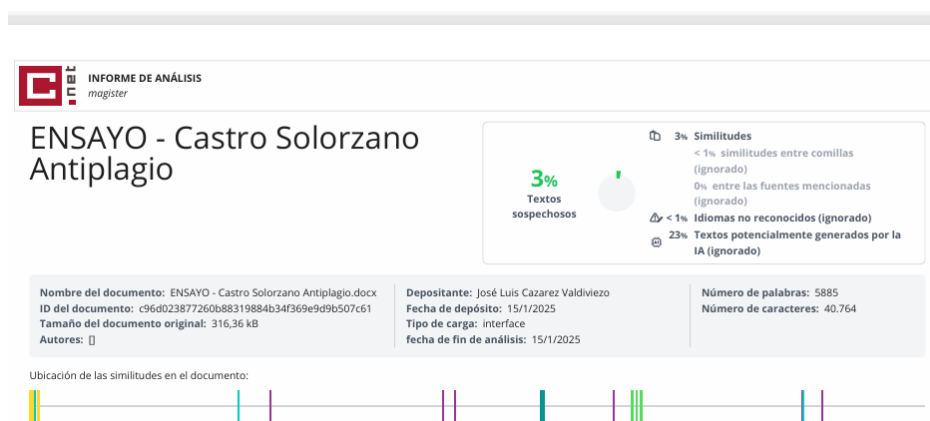 C .net
INFORME DE ANÁLISIS
magister
ENSAYO - Castro Solorzano
Antiplagio
3%
Textos
sospechosos
3% Similitudes
< 1% similitudes entre comillas
(ignorado)
0% entre las fuentes mencionadas
(ignorado)
< 1% Idiomas no reconocidos (ignorado)
23% Textos potencialmente generados por la
IA (ignorado)
Nombre del documento: ENSAYO - Castro Solorzano Antiplagio.docx
ID del documento: c96d023877260b88319884b34f369e9d9b507c61
Tamaño del documento original: 316,36 kB
Autores: []
Depositante: José Luis Cazarez Valdiviezo
Fecha de depósito: 15/1/2025
Tipo de carga: interface
fecha de fin de análisis: 15/1/2025
Número de palabras: 5885
Número de caracteres: 40.764
Ubicación de las similitudes en el documento: